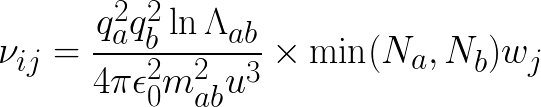 \nu_{ij} = \frac{q_a^2 q_b^2 \ln \Lambda_{ab}}{4\pi\epsilon_0^2 m_{ab}^2 u^3} \times \min(N_a, N_b) w_j